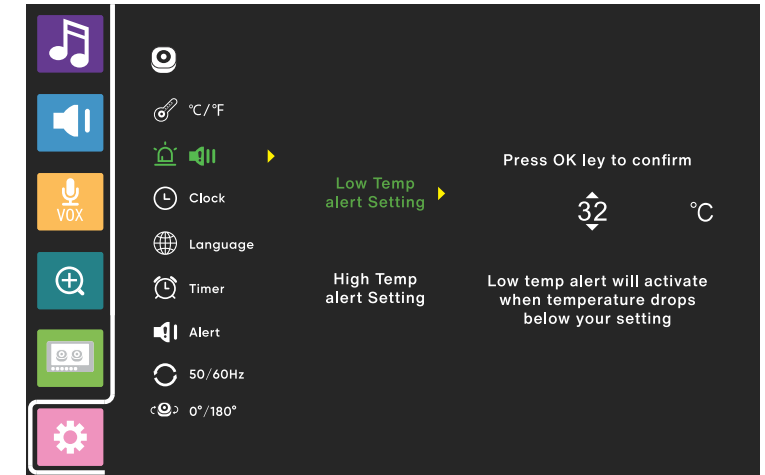 VOX
℃/℉
Clock
Language
Timer
Alert
50/60Hz
0°/180°
Low Temp
alert Setting
High Temp
alert Setting
Press OK ley to confirm
32 °C
Low temp alert will activate
when temperature drops
below your setting